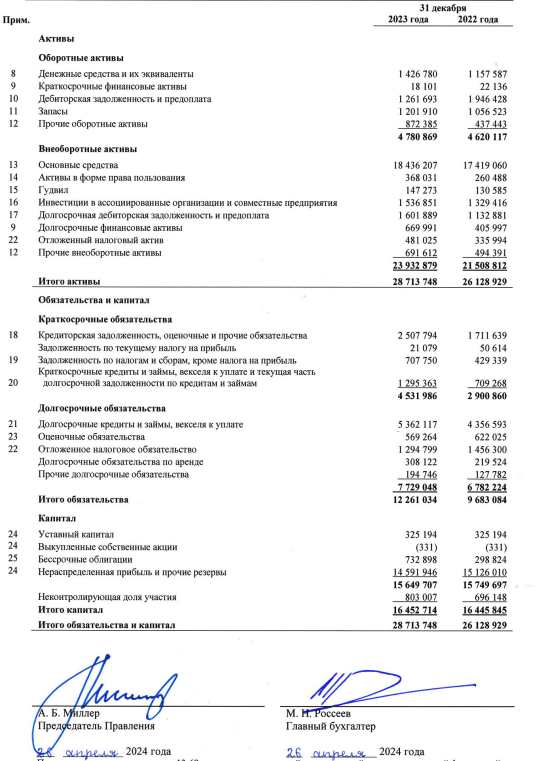 31 декабря
Прим. 2023 года 2022 года
Активы
Оборотные активы
8 Денежные средства и их эквиваленты 1 426 780 1 157 587
9 Краткосрочные финансовые активы 18 101 22 136
10 Дебиторская задолженность и предоплата 1 261 693 1 946 428
11 Запасы 1 201 910 1 056 523
12 Прочие оборотные активы 872 385 437 443
4 780 869 4 620 117
Внеоборотные активы
13 Основные средства 18 436 207 17 419 060
14 Активы в форме права пользования 368 031 260 488
15 Гудвил 147 273 130 585
16 Инвестиции в ассоциированные организации и совместные предприятия 1 536 851 1 329 416
17 Долгосрочная дебиторская задолженность и предоплата 1 601 889 1 132 881
9 Долгосрочные финансовые активы 669 991 405 997
22 Отложенный налоговый актив 481 025 335 994
12 Прочие внеоборотные активы 691 612 494 391
23 932 879 21 508 812
Итого активы 28 713 748 26 128 929
Обязательства и капитал
Краткосрочные обязательства
18 Кредиторская задолженность, оценочные и прочие обязательства 2 507 794 1 711 639
Задолженность по текущему налогу на прибыль 21 079 50 614
19 Задолженность по налогам и сборам, кроме налога на прибыль 707 750 429 339
Краткосрочные кредиты и займы, векселя к уплате и текущая часть
20 долгосрочной задолженности по кредитам и займам 1 295 363 709 268
4 531 986 2 900 860
Долгосрочные обязательства
21 Долгосрочные кредиты и займы, векселя к уплате 5 362 117 4 356 593
23 Оценочные обязательства 569 264 622 025
22 Отложенное налоговое обязательство 1 294 799 1 456 300
Долгосрочные обязательства по аренде 308 122 219 524
Прочие долгосрочные обязательства 194 746 127 782
7 729 048 6 782 224
Итого обязательства 12 261 034 9 683 084
Капитал
24 Уставный капитал 325 194 325 194
24 Выкупленные собственные акции (331) (331)
25 Бессрочные облигации 732 898 298 824
24 Нераспределенная прибыль и прочие резервы 14 591 946 15 126 010
15 649 707 15 749 697
Неконтролирующая доля участия 803 007 696 148
Итого капитал 16 452 714 16 445 845
Итого обязательства и капитал 28 713 748 26 128 929
А. Б. Миллер М. Н. Россеев
Председатель Правления Главный бухгалтер
26 апреля 2024 года 26 апреля 2024 года